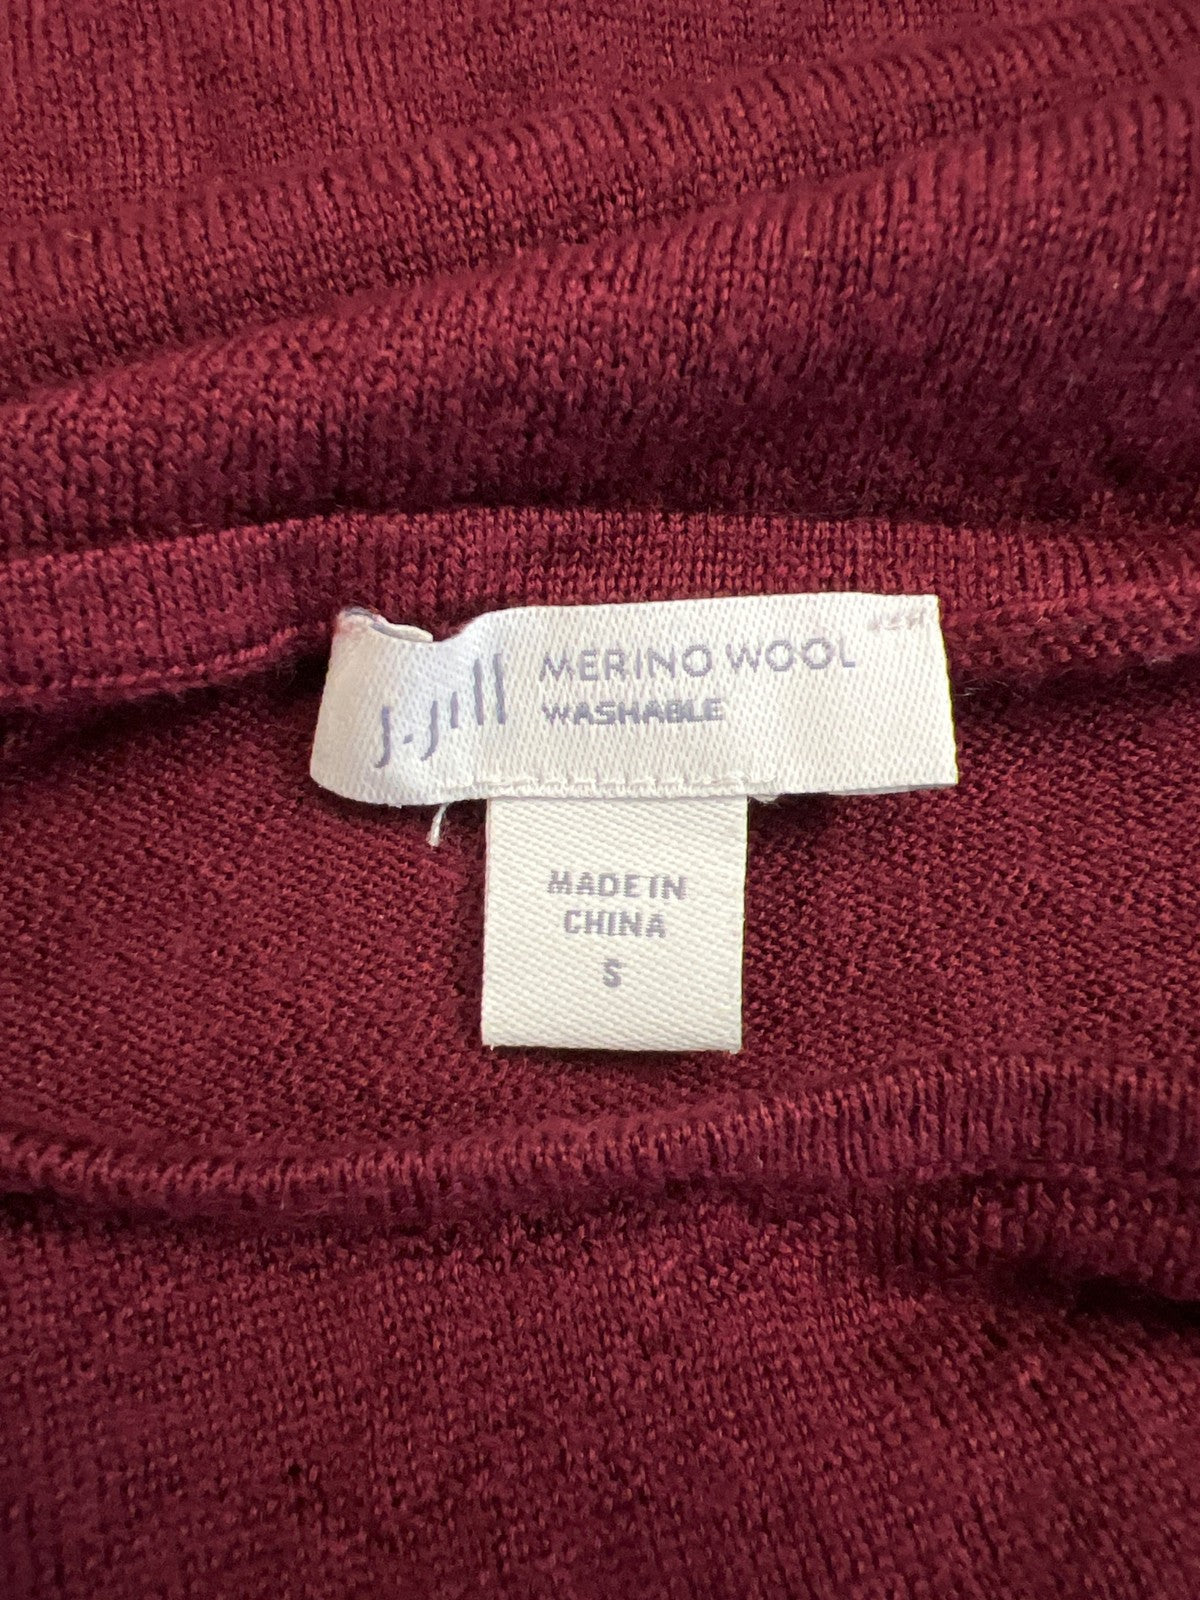 J.Jill
MERINO WOOL
WASHABLE
MADE IN
CHINA
S